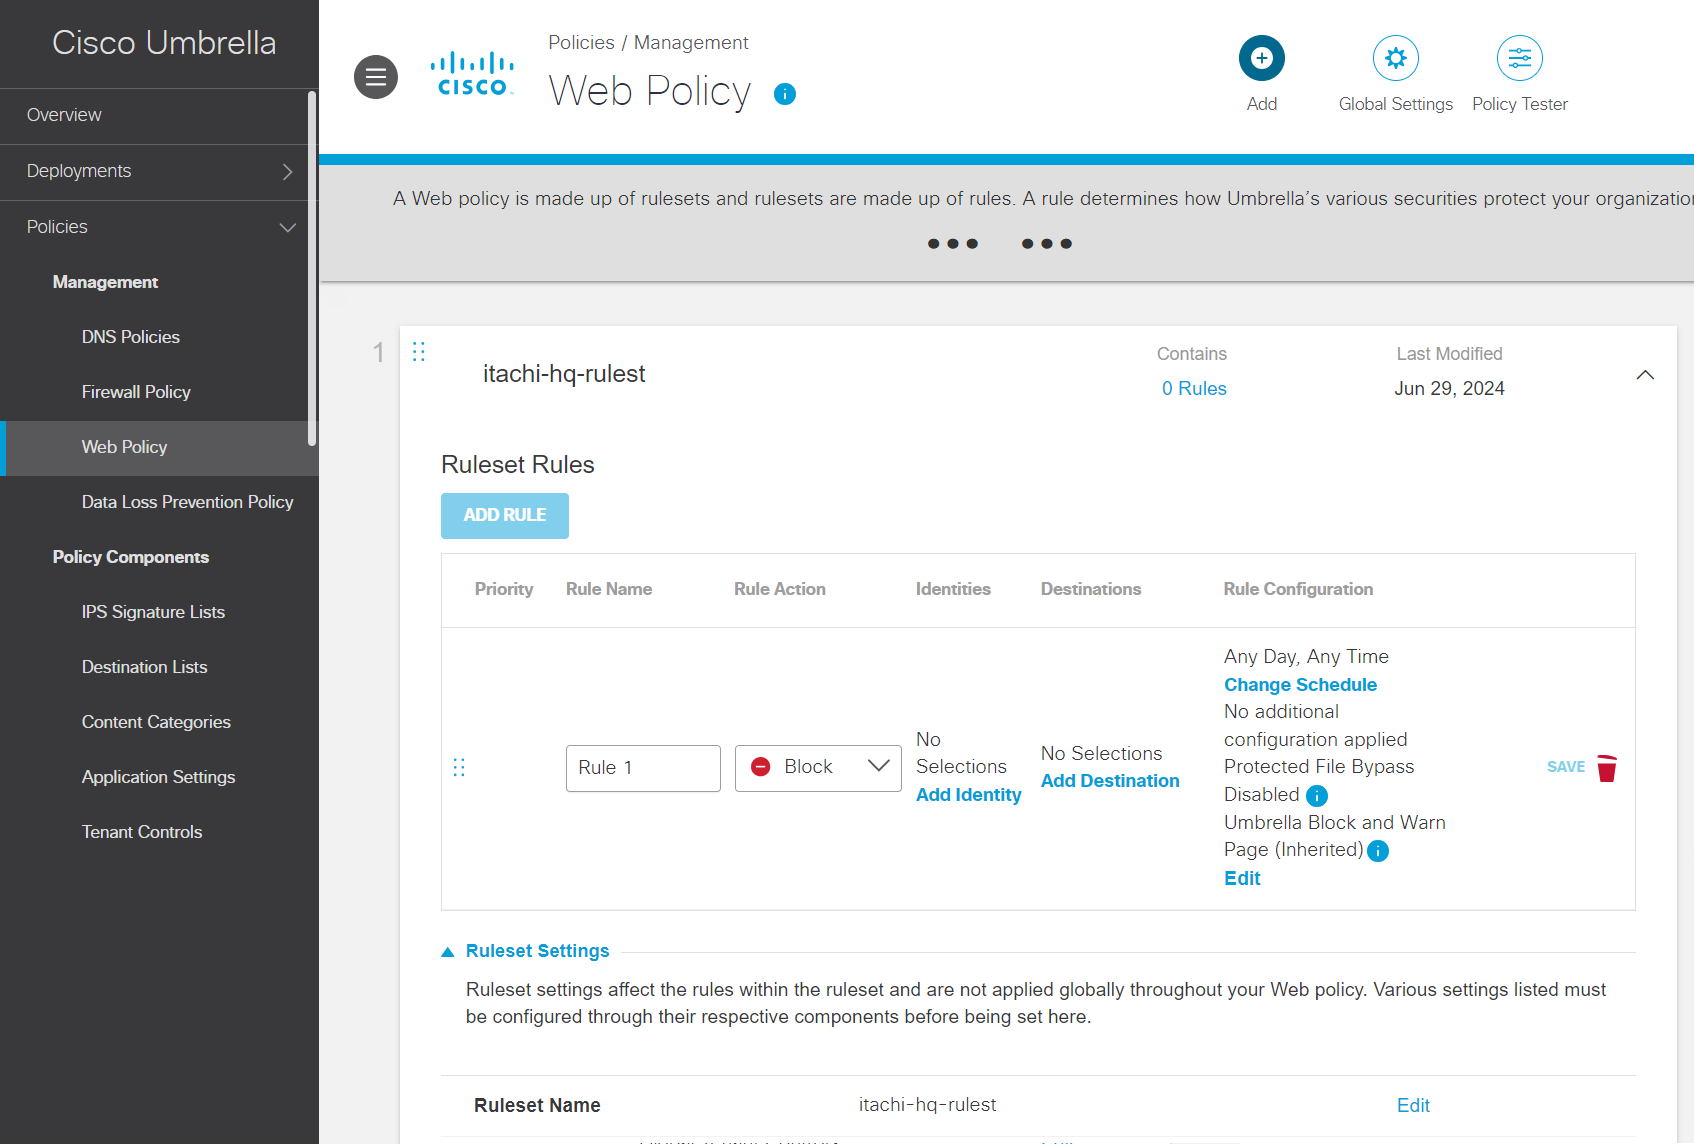 Cisco Umbrella
Overview
Deployments
Policies
Management
DNS Policies
Firewall Policy
Web Policy
Data Loss Prevention Policy
Policy Components
IPS Signature Lists
Destination Lists
Content Categories
Application Settings
Tenant Controls
CISCO
Policies / Management
Web Policy
Add
Global Settings
Policy Tester
A Web policy is made up of rulesets and rulesets are made up of rules. A rule determines how Umbrella's various securities protect your organizatio
1
itachi-hq-rulest
Contains
0 Rules
Last Modified
Jun 29, 2024
Ruleset Rules
ADD RULE
Priority Rule Name Rule Action Identities Destinations Rule Configuration
Rule 1
Block
No
Selections
Add Identity
No Selections
Add Destination
Any Day, Any Time
Change Schedule
No additional
configuration applied
Protected File Bypass
Disabled
Umbrella Block and Warn
Page (Inherited)
Edit
SAVE
Ruleset Settings
Ruleset settings affect the rules within the ruleset and are not applied globally throughout your Web policy. Various settings listed must
be configured through their respective components before being set here.
Ruleset Name itachi-hq-rulest Edit